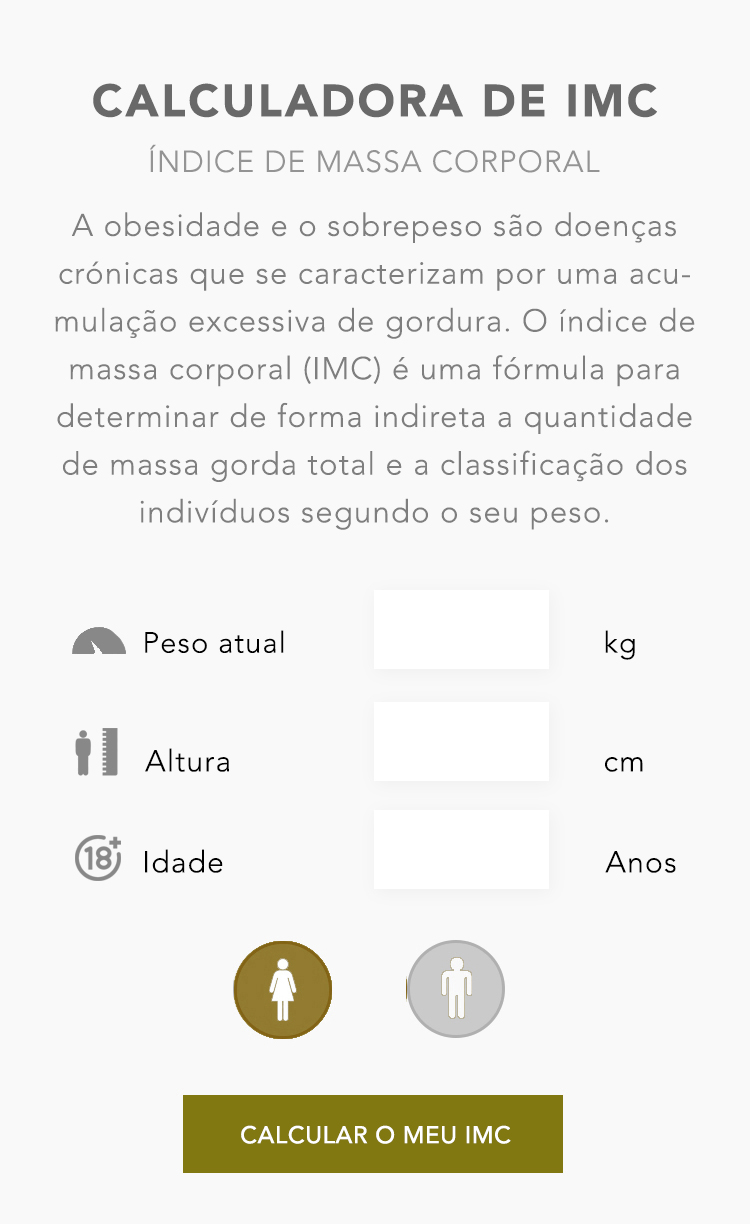 CALCULADORA DE IMC
ÍNDICE DE MASSA CORPORAL
A obesidade e o sobrepeso são doenças
crónicas que se caracterizam por uma acu-
mulação excessiva de gordura. O índice de
massa corporal (IMC) é uma fórmula para
determinar de forma indireta a quantidade
de massa gorda total e a classificação dos
indivíduos segundo o seu peso.
Peso atual kg
Altura cm
18+ Idade Anos
CALCULAR O MEU IMC